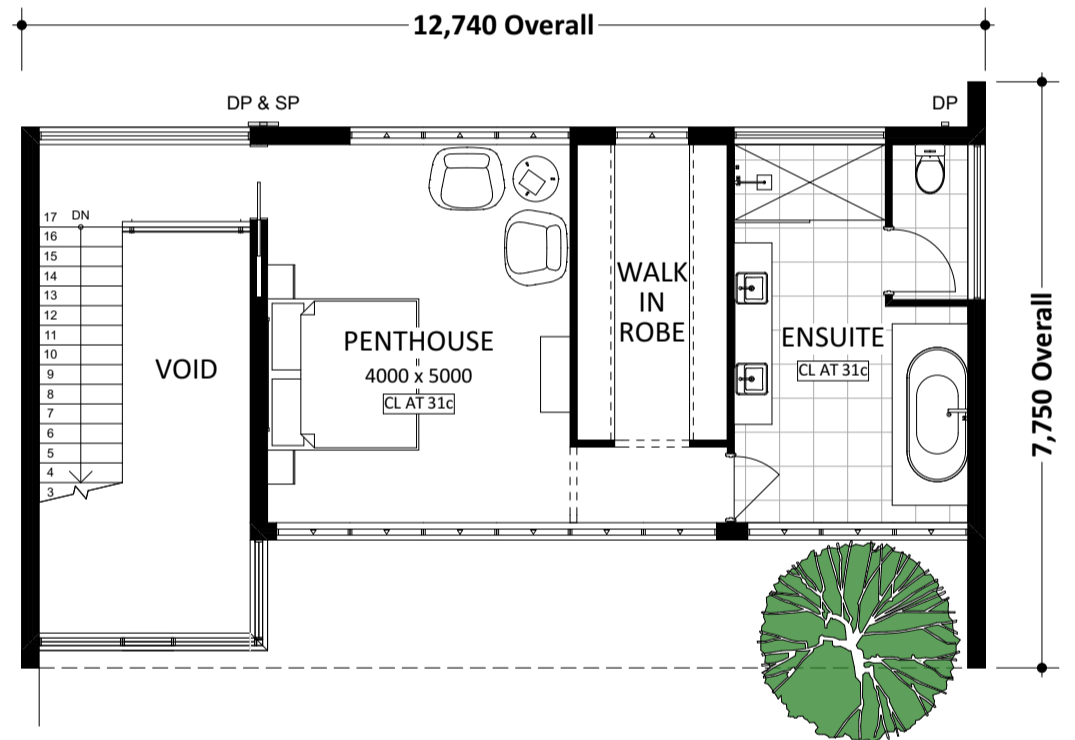 12,740 Overall
DP & SP
DP
17 DN
16
15
14
13
12
11
10
9
8
7
6
5
4
3
VOID
PENTHOUSE
4000 x 5000
CL AT 31c
WALK
IN
ROBE
ENSUITE
CL AT 31c
7,750 Overall